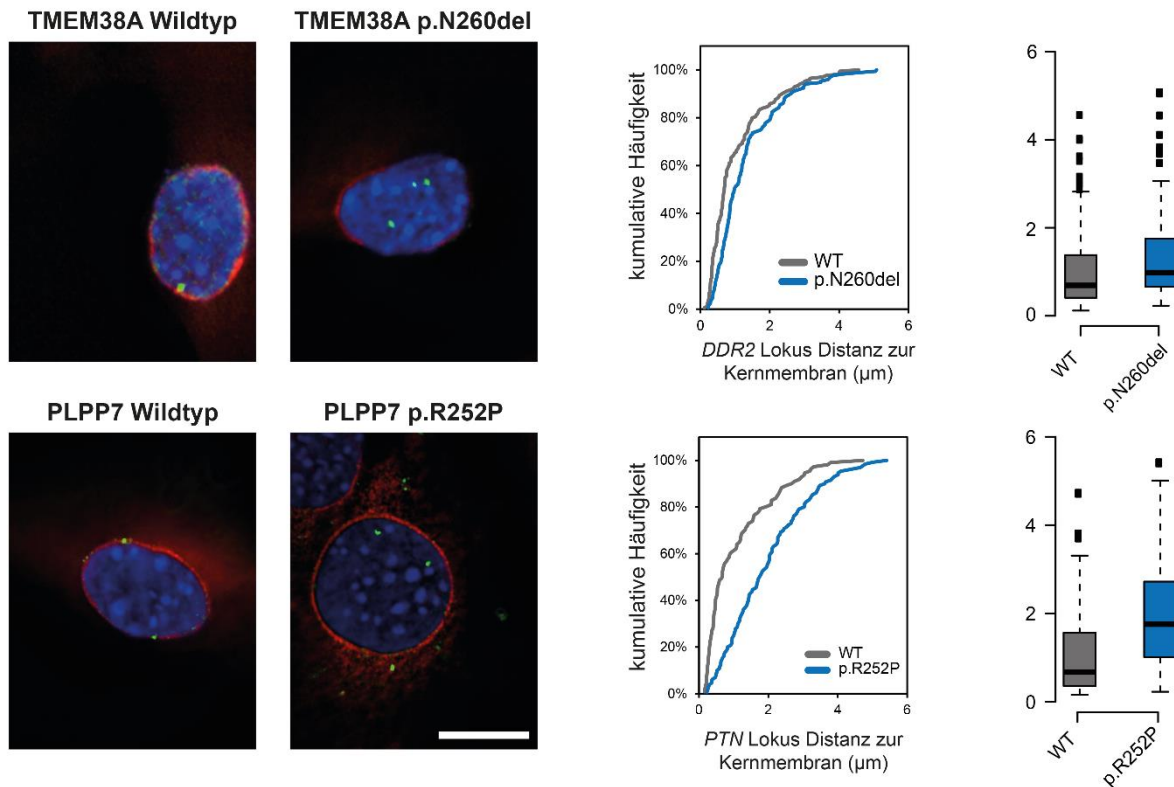 TMEM38A Wildtyp
TMEM38A p.N260del
100%
80%
60%
40%
20%
0%
kumulative Häufigkeit
WT
p.N260del
0
2
4
6
DDR2 Lokus Distanz zur
Kernmembran (µm)
6
4
2
0
WT
p.N260del
PLPP7 Wildtyp
PLPP7 p.R252P
100%
80%
60%
40%
20%
0%
kumulative Häufigkeit
WT
p.R252P
0
2
4
6
PTN Lokus Distanz zur
Kernmembran (µm)
6
4
2
0
WT
p.R252P